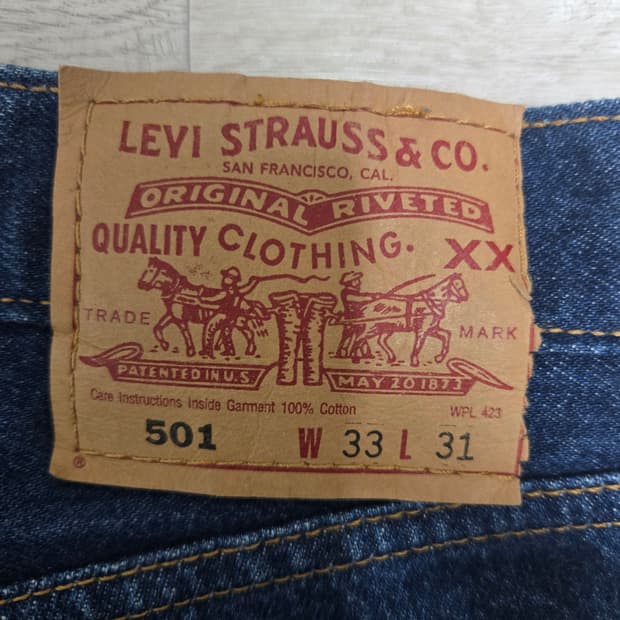 LEVI STRAUSS & CO.
SAN FRANCISCO, CAL.
ORIGINAL RIVETED
QUALITY CLOTHING. XX
TRADE MARK
PATENTED IN U.S. MAY 20 1873
Care Instructions Inside Garment 100% Cotton WPL 423
501 W 33 L 31
®